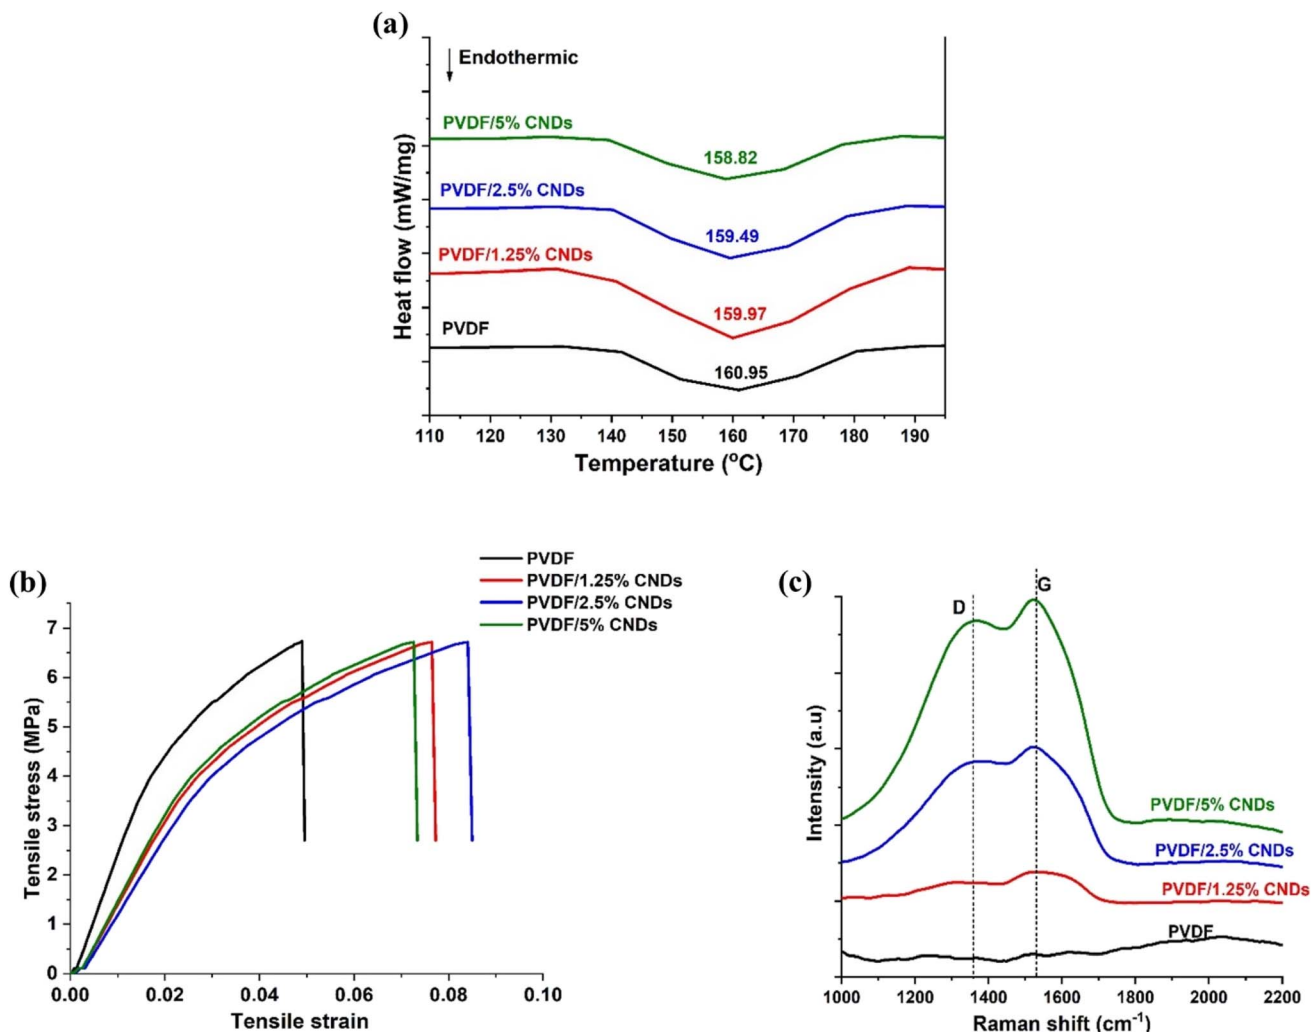 (a)
Endothermic
PVDF/5% CNDs
158.82
PVDF/2.5% CNDs
159.49
PVDF/1.25% CNDs
159.97
PVDF
160.95
Heat flow (mW/mg)
110 120 130 140 150 160 170 180 190
Temperature (°C)
(b)
PVDF
PVDF/1.25% CNDs
PVDF/2.5% CNDs
PVDF/5% CNDs
7
6
5
4
3
2
1
0
Tensile stress (MPa)
0.00 0.02 0.04 0.06 0.08 0.10
Tensile strain
(c)
D
G
PVDF/5% CNDs
PVDF/2.5% CNDs
PVDF/1.25% CNDs
PVDF
Intensity (a.u)
1000 1200 1400 1600 1800 2000 2200
Raman shift (cm⁻¹)